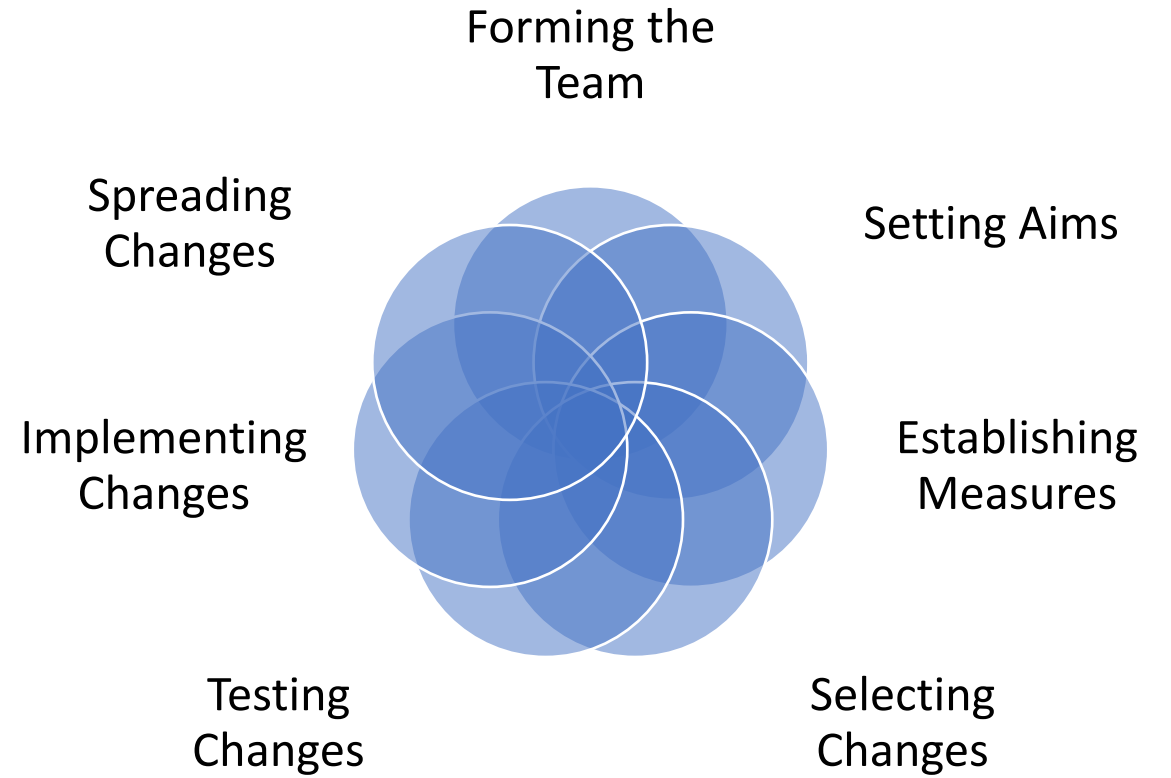 Forming the
Team
Setting Aims
Establishing
Measures
Selecting
Changes
Testing
Changes
Implementing
Changes
Spreading
Changes